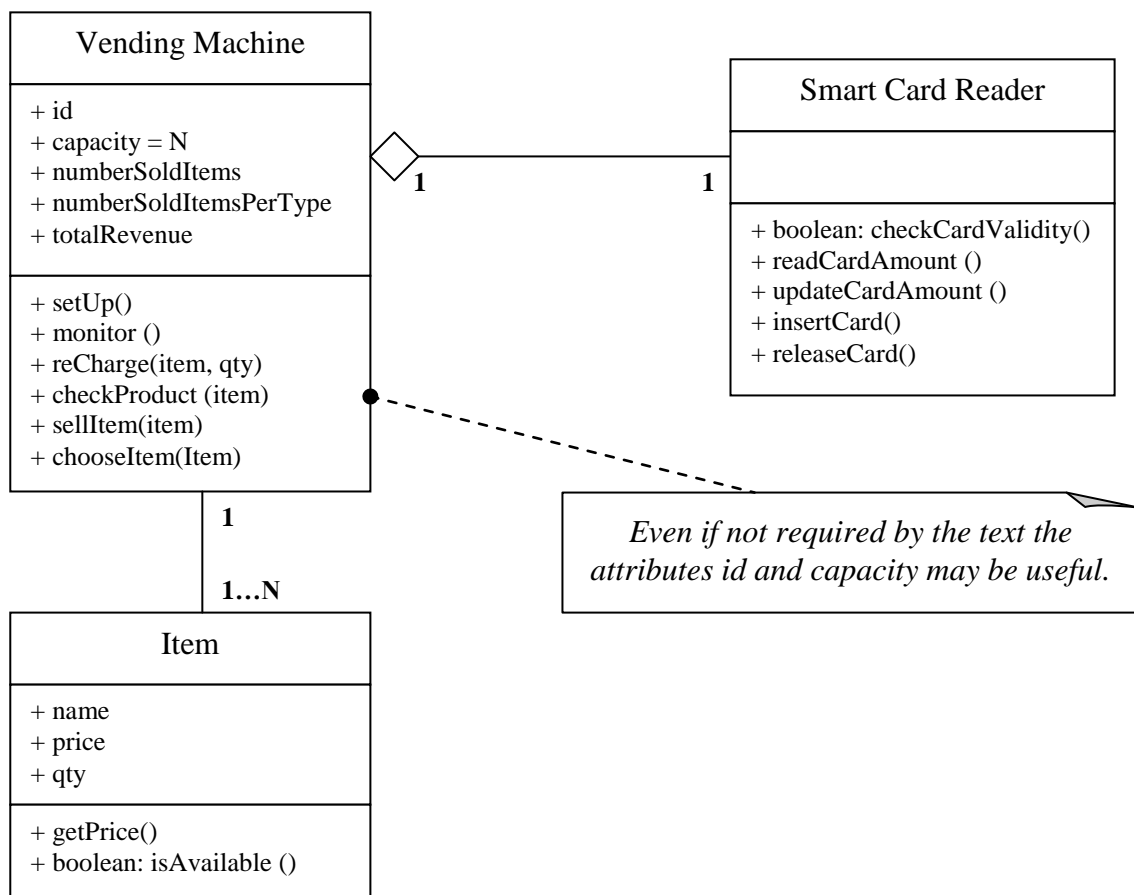 Vending Machine
+ id
+ capacity = N
+ numberSoldItems
+ numberSoldItemsPerType
+ totalRevenue
+ setUp()
+ monitor ()
+ reCharge(item, qty)
+ checkProduct (item)
+ sellItem(item)
+ chooseItem(Item)
1
1
Smart Card Reader
+ boolean: checkCardValidity()
+ readCardAmount ()
+ updateCardAmount ()
+ insertCard()
+ releaseCard()
Even if not required by the text the
attributes id and capacity may be useful.
1
1…N
Item
+ name
+ price
+ qty
+ getPrice()
+ boolean: isAvailable ()